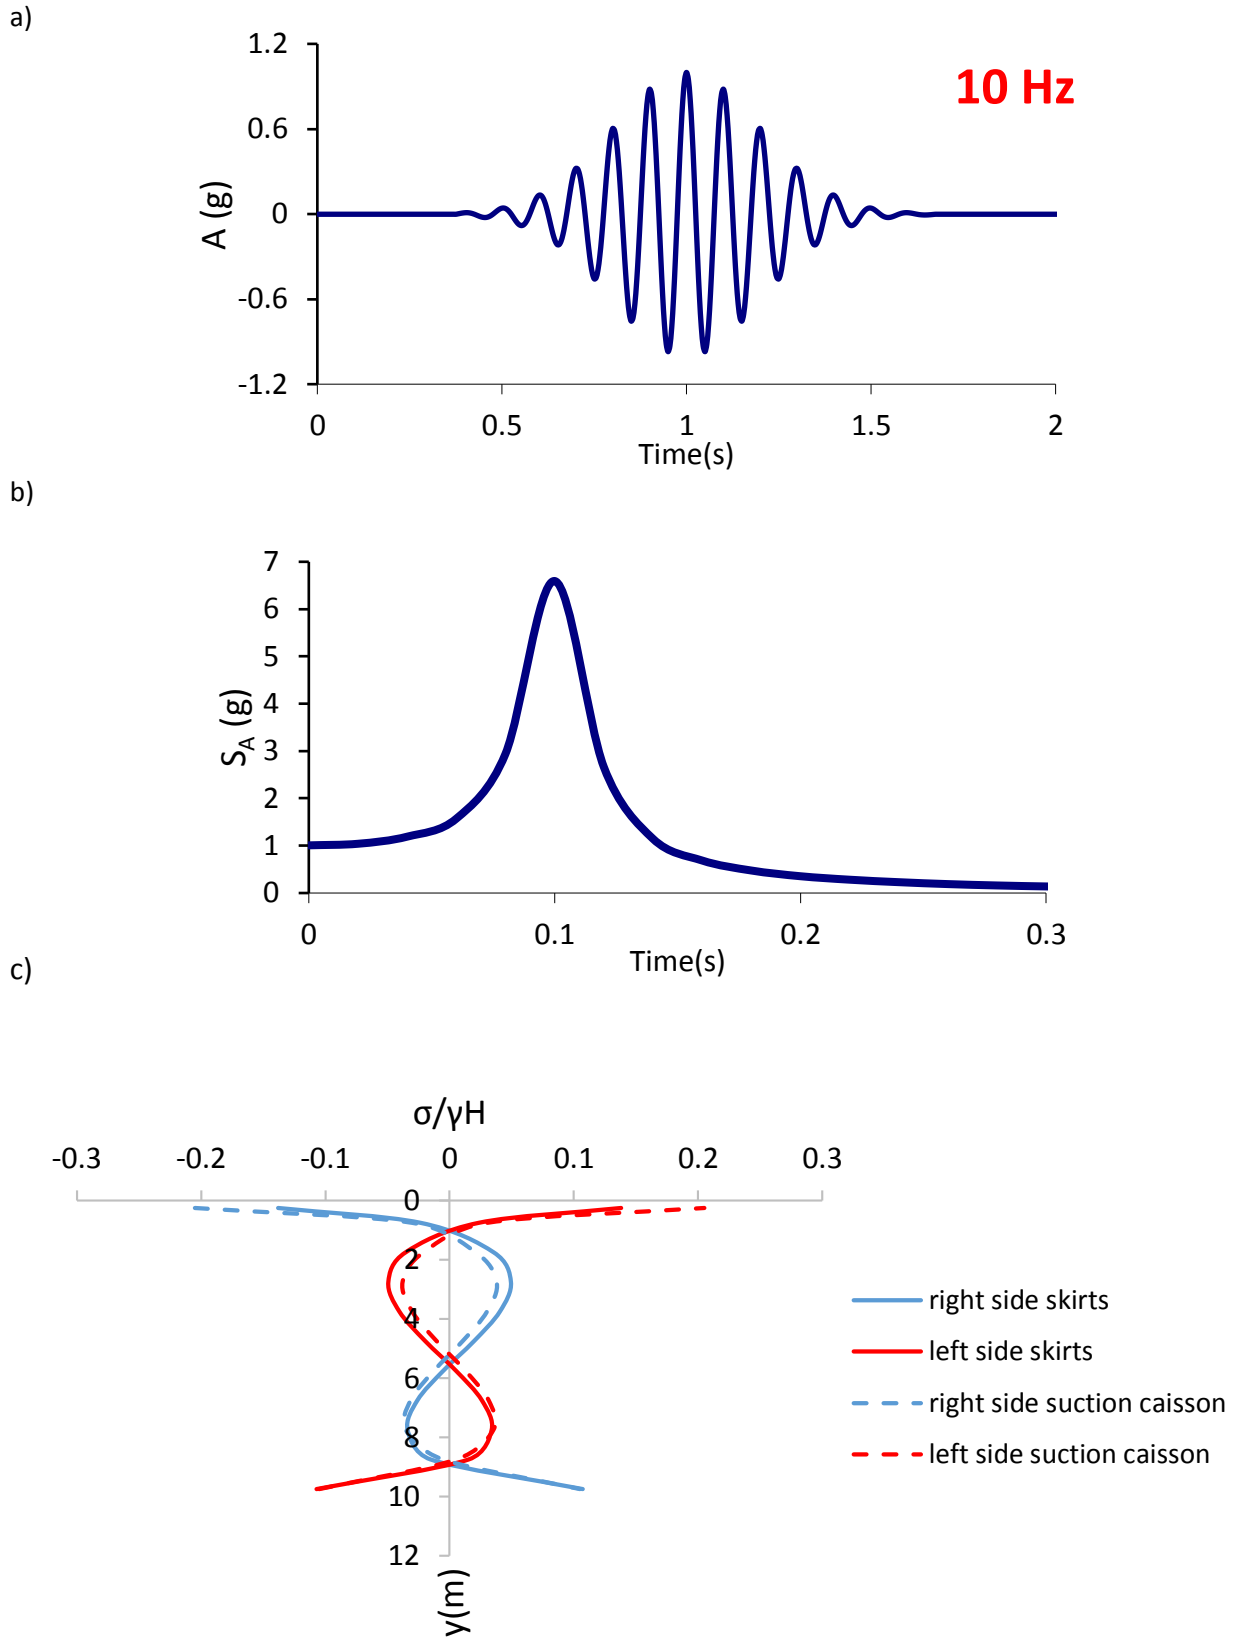 a)
10 Hz
1.2
0.6
0
-0.6
-1.2
A (g)
0 0.5 1 1.5 2
Time(s)
b)
7
6
5
4
3
2
1
0
S_A (g)
0 0.1 0.2 0.3
Time(s)
c)
σ/γH
-0.3 -0.2 -0.1 0 0.1 0.2 0.3
0
2
4
6
8
10
12
y(m)
right side skirts
left side skirts
right side suction caisson
left side suction caisson